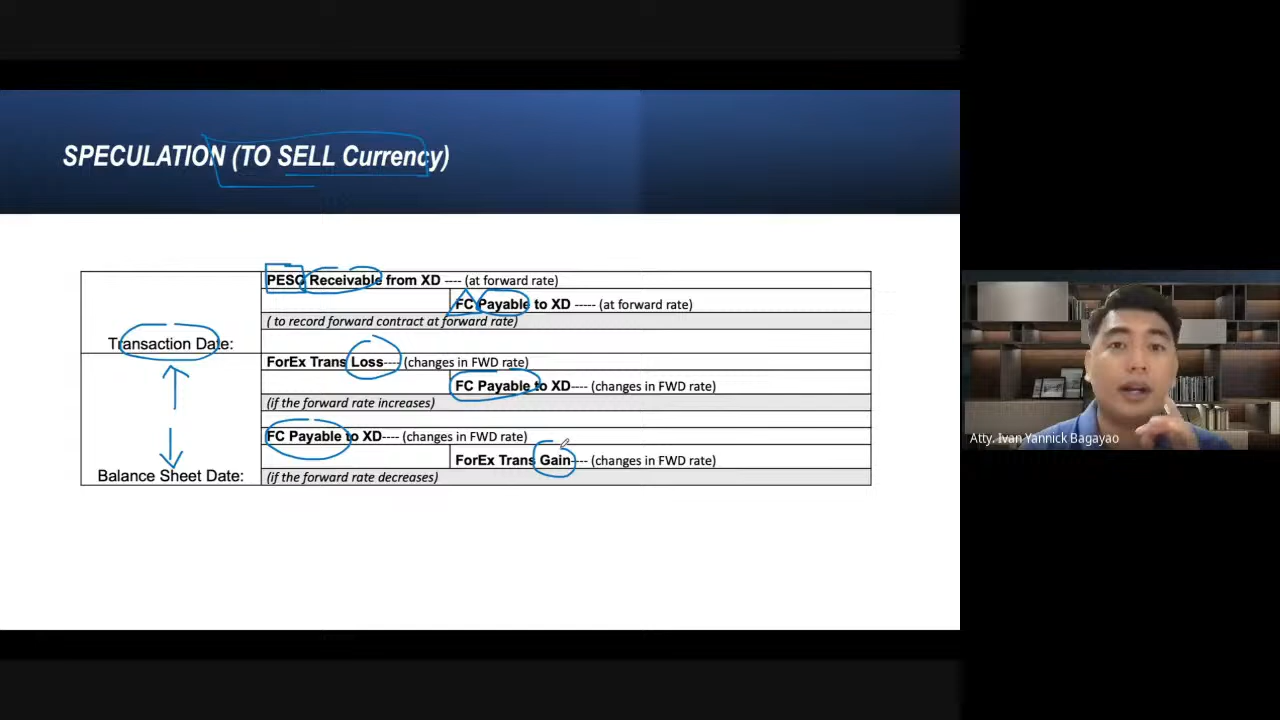 SPECULATION (TO SELL Currency)
PESO Receivable from XD ---- (at forward rate)
FC Payable to XD ----- (at forward rate)
( to record forward contract at forward rate)
Transaction Date:
ForEx Trans Loss---- (changes in FWD rate)
FC Payable to XD---- (changes in FWD rate)
(if the forward rate increases)
FC Payable to XD---- (changes in FWD rate)
ForEx Trans Gain---- (changes in FWD rate)
Balance Sheet Date:
(if the forward rate decreases)
Atty. Ivan Yannick Bagayao